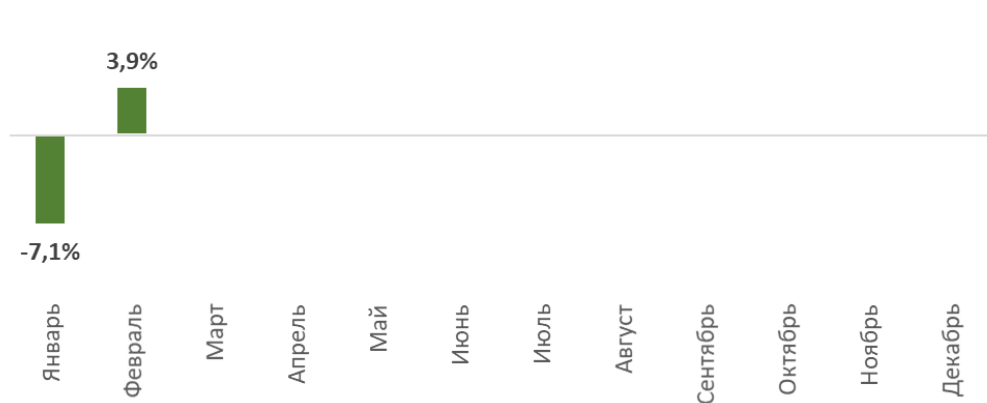 3,9%
-7,1%
Январь
Февраль
Март
Апрель
Май
Июнь
Июль
Август
Сентябрь
Октябрь
Ноябрь
Декабрь